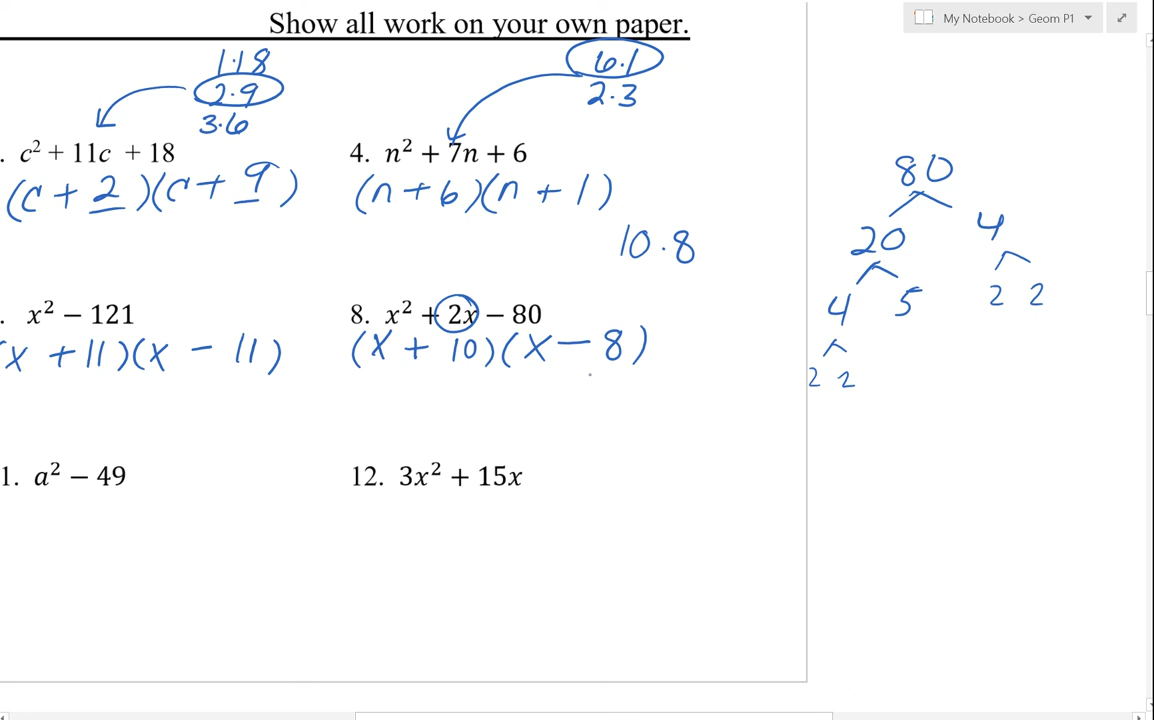 Show all work on your own paper.
My Notebook > Geom P1
1·18
2·9
3·6
6·1
2·3
. c² + 11c + 18
(c + 2)(c + 9)
4. n² + 7n + 6
(n + 6)(n + 1)
10·8
. x² − 121
(x + 11)(x − 11)
8. x² + 2x − 80
(x + 10)(x − 8)
80
20 4
4 5 2 2
2 2
1. a² − 49
12. 3x² + 15x